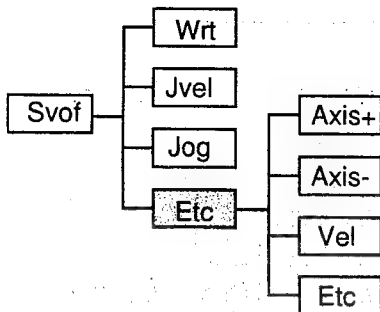 Wrt
Jvel
Svof
Axis+
Jog
Axis-
Etc
Vel
Etc